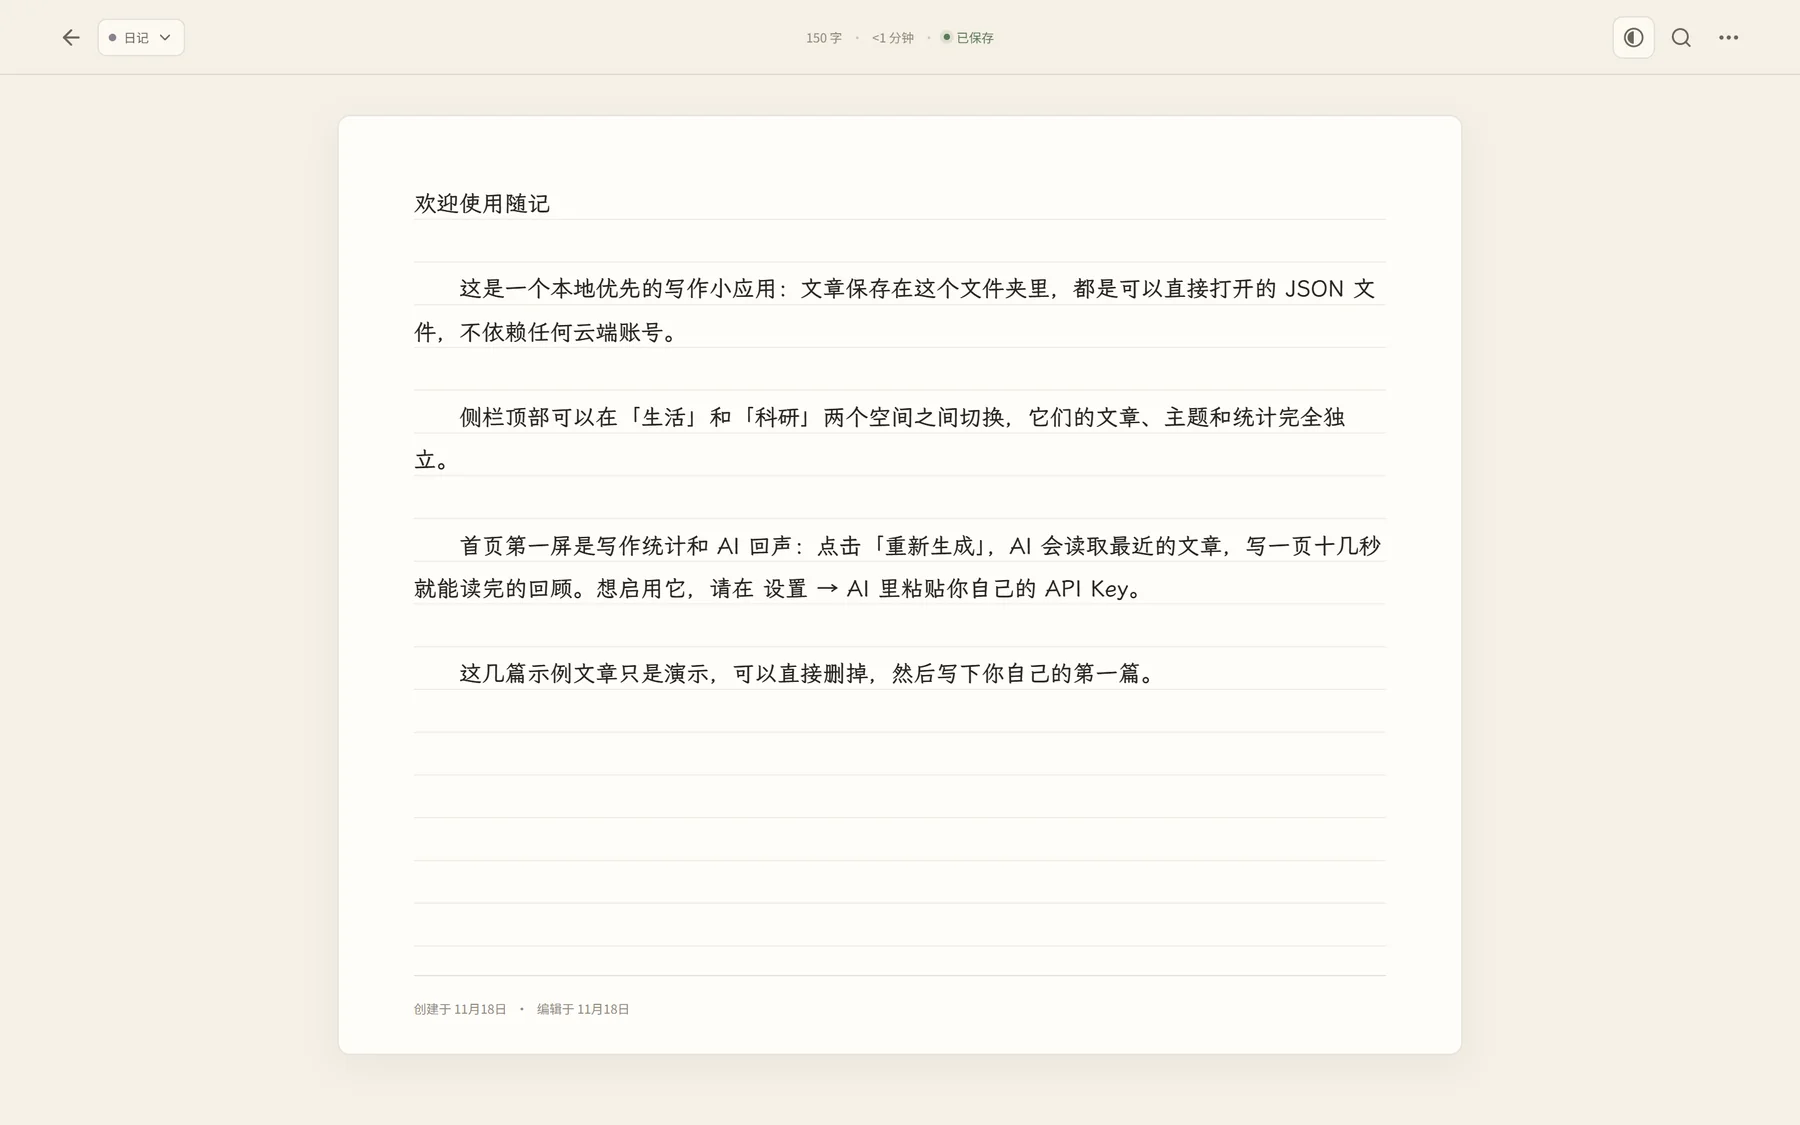 日记
150 字 · <1 分钟 · 已保存
欢迎使用随记
这是一个本地优先的写作小应用：文章保存在这个文件夹里，都是可以直接打开的 JSON 文
件，不依赖任何云端账号。
侧栏顶部可以在「生活」和「科研」两个空间之间切换，它们的文章、主题和统计完全独
立。
首页第一屏是写作统计和 AI 回声：点击「重新生成」，AI 会读取最近的文章，写一页十几秒
就能读完的回顾。想启用它，请在 设置 → AI 里粘贴你自己的 API Key。
这几篇示例文章只是演示，可以直接删掉，然后写下你自己的第一篇。
创建于 11月18日 · 编辑于 11月18日